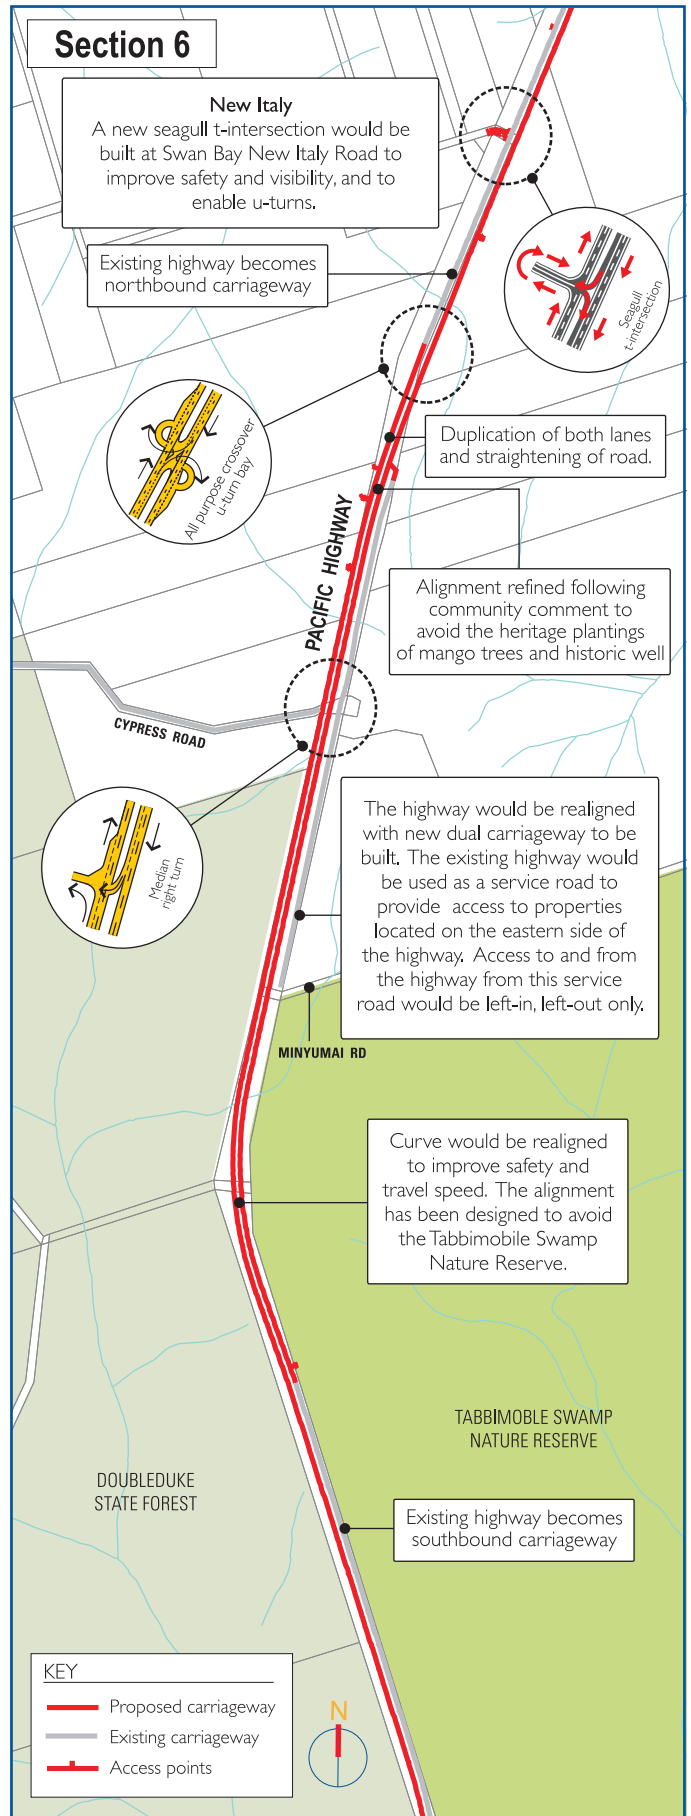 Section 6
New Italy
A new seagull t-intersection would be
built at Swan Bay New Italy Road to
improve safety and visibility, and to
enable u-turns.
Existing highway becomes
northbound carriageway
Seagull
t-intersection
All purpose crossover
u-turn bay
Duplication of both lanes
and straightening of road.
PACIFIC HIGHWAY
Alignment refined following
community comment to
avoid the heritage plantings
of mango trees and historic well
CYPRESS ROAD
Median
right turn
The highway would be realigned
with new dual carriageway to be
built. The existing highway would
be used as a service road to
provide access to properties
located on the eastern side of
the highway. Access to and from
the highway from this service
road would be left-in, left-out only.
MINYUMAI RD
Curve would be realigned
to improve safety and
travel speed. The alignment
has been designed to avoid
the Tabbimobile Swamp
Nature Reserve.
TABBIMOBLE SWAMP
NATURE RESERVE
DOUBLEDUKE
STATE FOREST
Existing highway becomes
southbound carriageway
KEY
Proposed carriageway
Existing carriageway
Access points
N